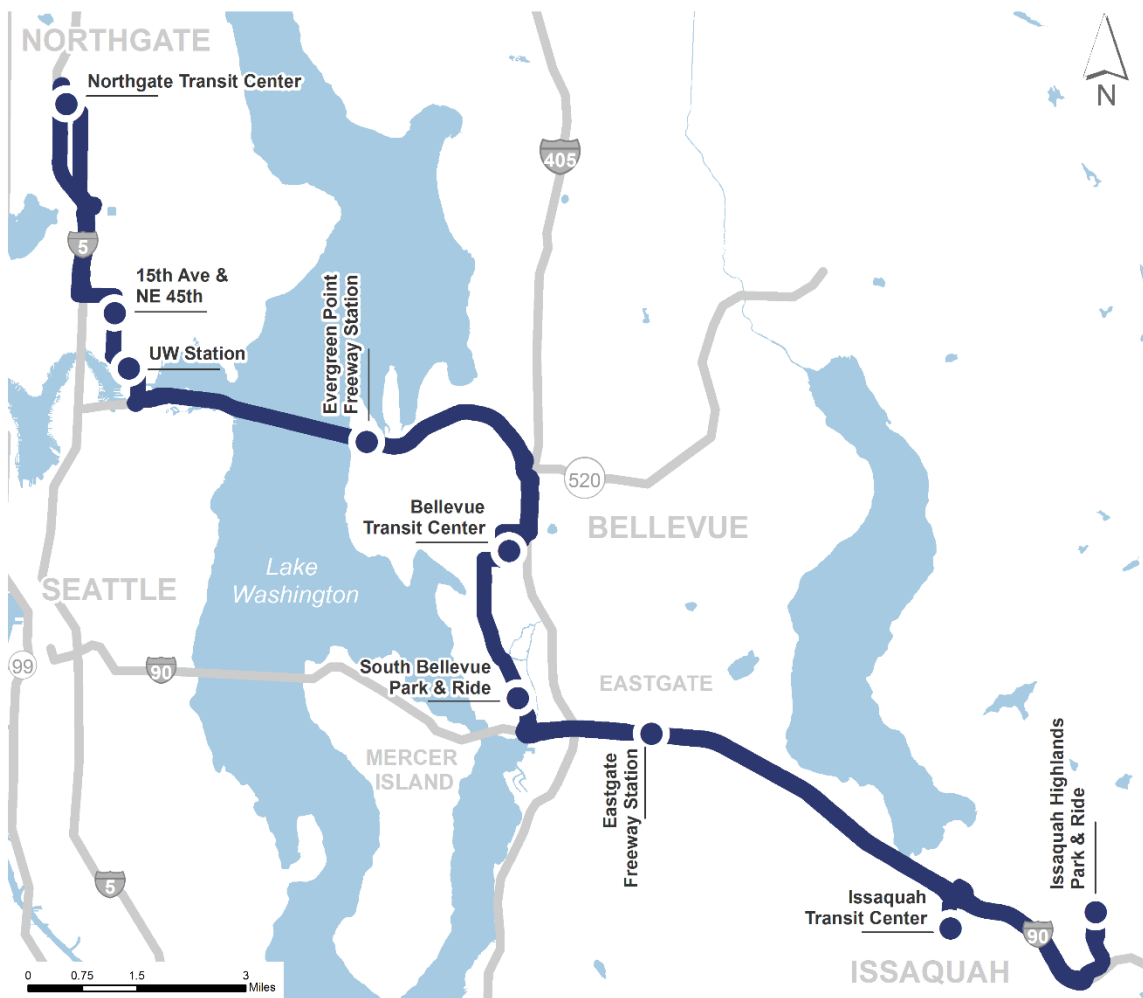 NORTHGATE
Northgate Transit Center
N
405
5
15th Ave &
NE 45th
UW Station
Evergreen Point
Freeway Station
520
Bellevue
Transit Center
BELLEVUE
Lake
Washington
SEATTLE
99
90
South Bellevue
Park & Ride
EASTGATE
MERCER
ISLAND
Eastgate
Freeway Station
Issaquah Highlands
Park & Ride
5
Issaquah
Transit Center
90
ISSAQUAH
0 0.75 1.5 3
Miles